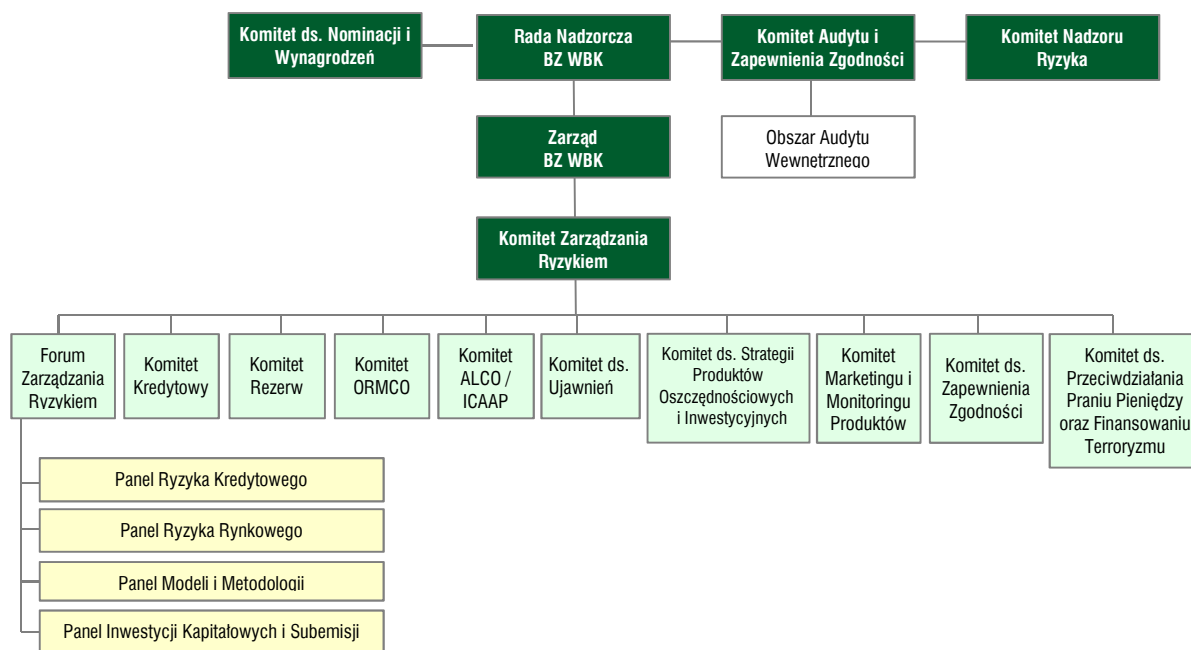 Komitet ds. Nominacji i
Wynagrodzeń
Rada Nadzorcza
BZ WBK
Komitet Audytu i
Zapewnienia Zgodności
Komitet Nadzoru
Ryzyka
Zarząd
BZ WBK
Obszar Audytu
Wewnętrznego
Komitet Zarządzania
Ryzykiem
Forum
Zarządzania
Ryzykiem
Komitet
Kredytowy
Komitet
Rezerw
Komitet
ORMCO
Komitet
ALCO /
ICAAP
Komitet ds.
Ujawnień
Komitet ds. Strategii
Produktów
Oszczędnościowych
i Inwestycyjnych
Komitet
Marketingu i
Monitoringu
Produktów
Komitet ds.
Zapewnienia
Zgodności
Komitet ds.
Przeciwdziałania
Praniu Pieniędzy
oraz Finansowaniu
Terroryzmu
Panel Ryzyka Kredytowego
Panel Ryzyka Rynkowego
Panel Modeli i Metodologii
Panel Inwestycji Kapitałowych i Subemisji